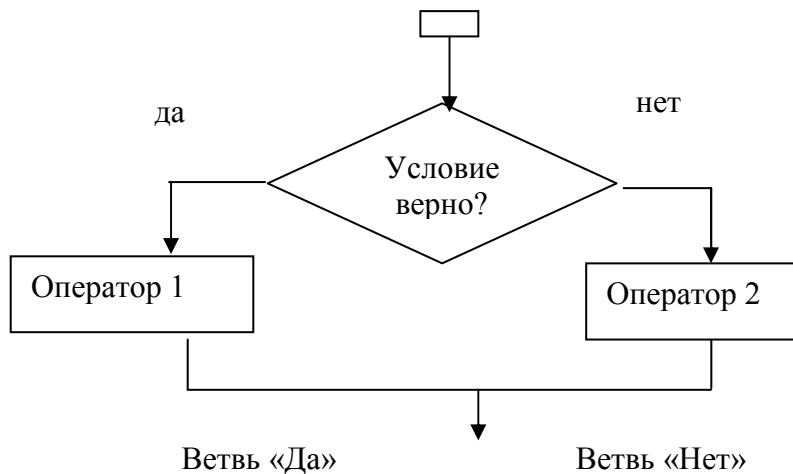 да
нет
Условие
верно?
Оператор 1
Оператор 2
Ветвь «Да»
Ветвь «Нет»